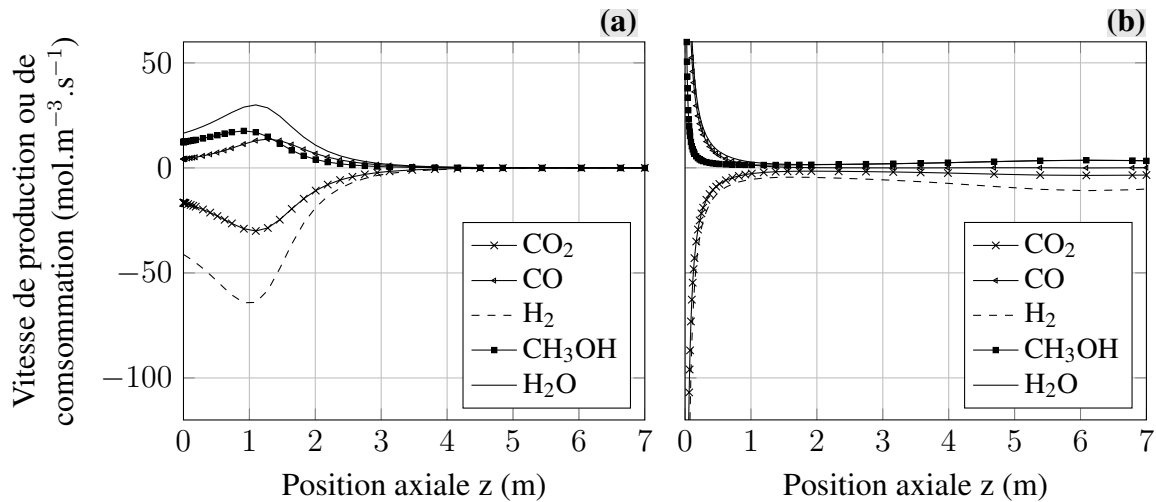 (a)
(b)
Vitesse de production ou de
comsommation (mol.m−3.s−1)
50
0
−50
−100
CO2
CO
H2
CH3OH
H2O
CO2
CO
H2
CH3OH
H2O
0 1 2 3 4 5 6 7
0 1 2 3 4 5 6 7
Position axiale z (m)
Position axiale z (m)